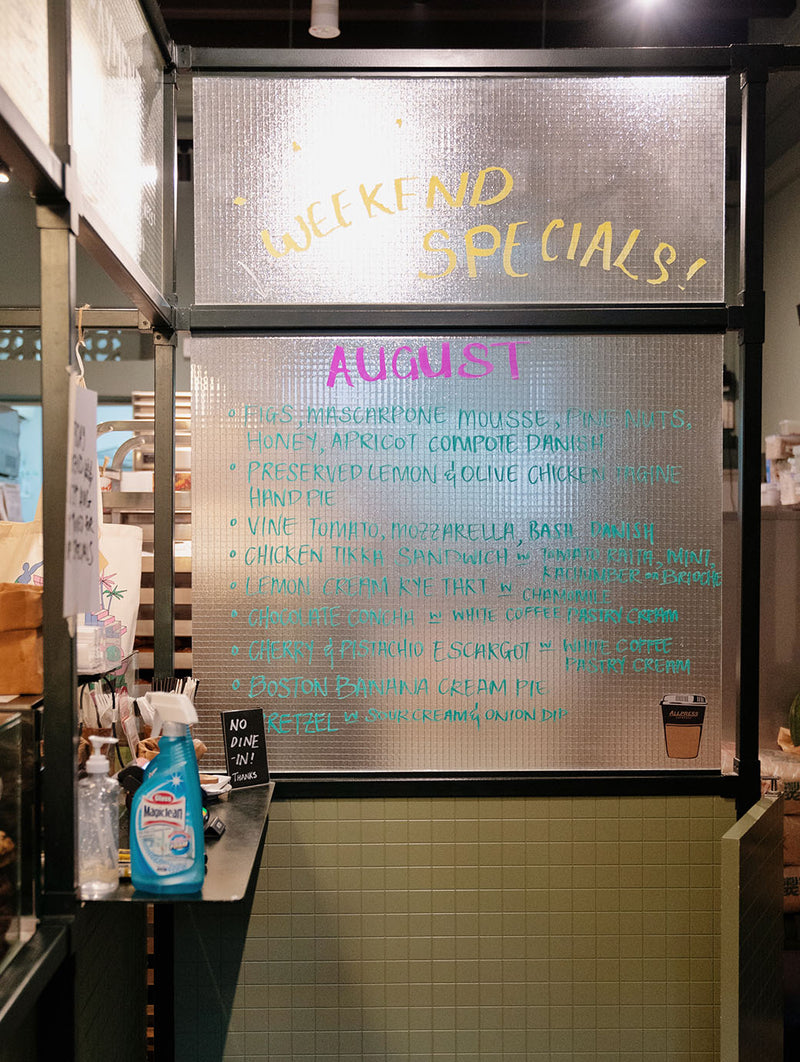 WEEKEND
SPECIALS!
AUGUST
• FIGS, MASCARPONE MOUSSE, PINE NUTS,
HONEY, APRICOT COMPOTE DANISH
• PRESERVED LEMON & OLIVE CHICKEN TAGINE
HAND PIE
• VINE TOMATO, MOZZARELLA, BASIL DANISH
• CHICKEN TIKKA SANDWICH w TOMATO RAITA, MINT,
KACHUMBER on BRIOCHE
• LEMON CREAM RYE TART w
CHAMOMILE
• CHOCOLATE CONCHA w WHITE COFFEE PASTRY CREAM
• CHERRY & PISTACHIO ESCARGOT w WHITE COFFEE
PASTRY CREAM
• BOSTON BANANA CREAM PIE
PRETZEL w SOUR CREAM & ONION DIP
ALLPRESS
NO
DINE
-IN!
THANKS
Glass
Magiclean